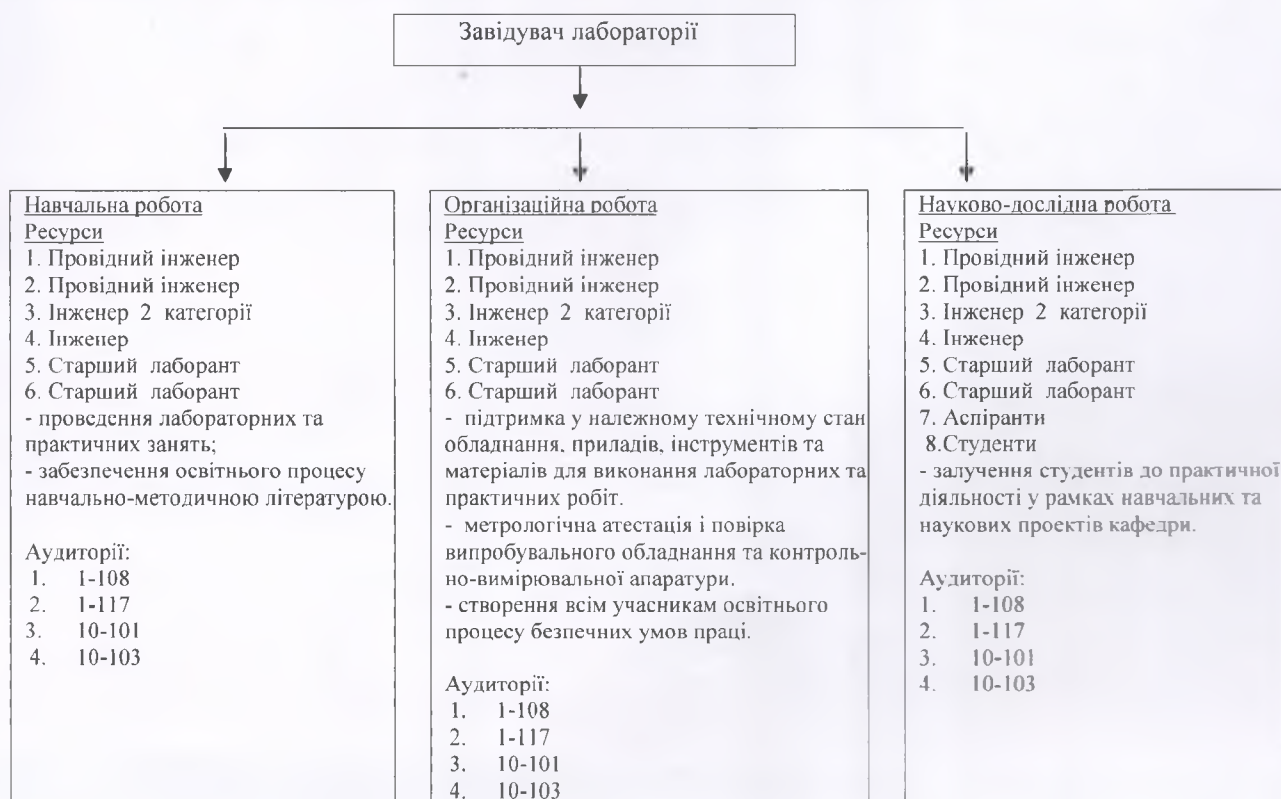 Завідувач лабораторії
Навчальна робота
Ресурси
1. Провідний інженер
2. Провідний інженер
3. Інженер 2 категорії
4. Інженер
5. Старший лаборант
6. Старший лаборант
- проведення лабораторних та
практичних занять;
- забезпечення освітнього процесу
навчально-методичною літературою.
Аудиторії:
1. 1-108
2. 1-117
3. 10-101
4. 10-103
Організаційна робота
Ресурси
1. Провідний інженер
2. Провідний інженер
3. Інженер 2 категорії
4. Інженер
5. Старший лаборант
6. Старший лаборант
- підтримка у належному технічному стан
обладнання, приладів, інструментів та
матеріалів для виконання лабораторних та
практичних робіт.
- метрологічна атестація і повірка
випробувального обладнання та контроль-
но-вимірювальної апаратури.
- створення всім учасникам освітнього
процесу безпечних умов праці.
Аудиторії:
1. 1-108
2. 1-117
3. 10-101
4. 10-103
Науково-дослідна робота
Ресурси
1. Провідний інженер
2. Провідний інженер
3. Інженер 2 категорії
4. Інженер
5. Старший лаборант
6. Старший лаборант
7. Аспіранти
8.Студенти
- залучення студентів до практичної
діяльності у рамках навчальних та
наукових проектів кафедри.
Аудиторії:
1. 1-108
2. 1-117
3. 10-101
4. 10-103